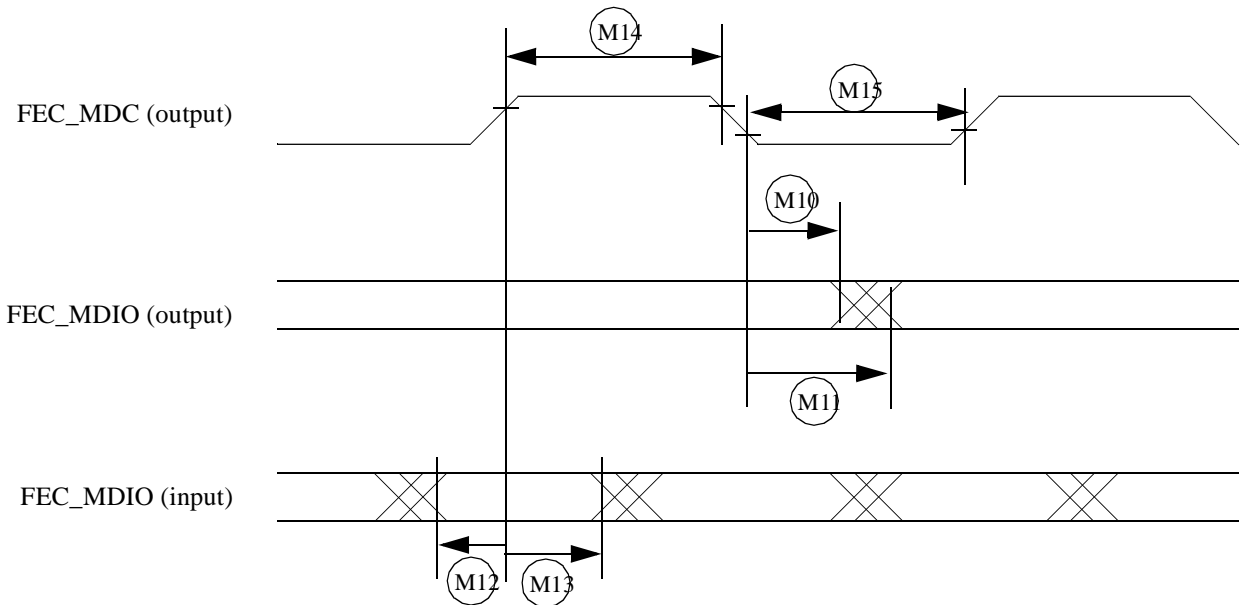 M14
FEC_MDC (output)
M15
M10
FEC_MDIO (output)
M11
FEC_MDIO (input)
M12
M13